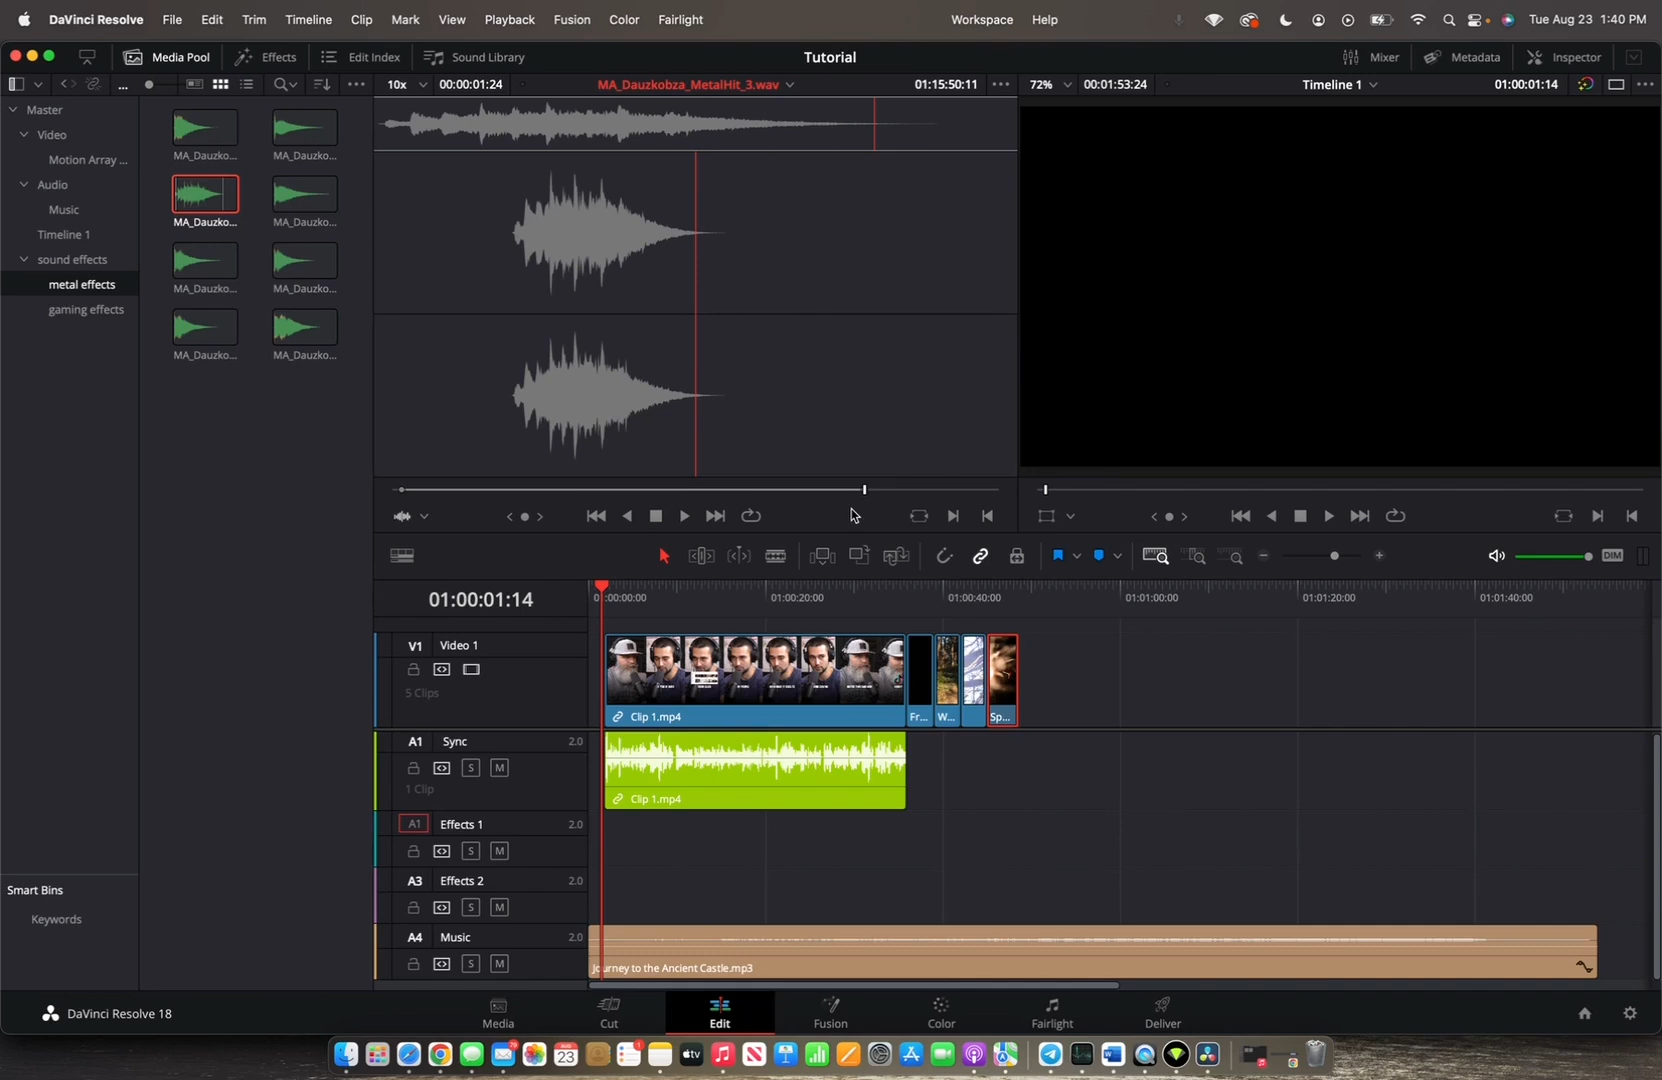 DaVinci Resolve File Edit Trim Timeline Clip Mark View Playback Fusion Color Fairlight Workspace Help Tue Aug 23 1:40 PM
Media Pool Effects Edit Index Sound Library Tutorial Mixer Metadata Inspector
10x 00:00:01:24 MA_Dauzkobza_MetalHit_3.wav 01:15:50:11 72% 00:01:53:24 Timeline 1 01:00:01:14
Master
Video
Motion Array ...
Audio
Music
Timeline 1
sound effects
metal effects
gaming effects
MA_Dauzko... MA_Dauzko...
MA_Dauzko... MA_Dauzko...
MA_Dauzko... MA_Dauzko...
MA_Dauzko... MA_Dauzko...
DIM
01:00:01:14
:00:00:00 01:00:20:00 01:00:40:00 01:01:00:00 01:01:20:00 01:01:40:00
V1 Video 1
5 Clips
Clip 1.mp4 Fr... W... Sp...
A1 Sync 2.0
S M
1 Clip
Clip 1.mp4
A1 Effects 1 2.0
S M
A3 Effects 2 2.0
S M
A4 Music 2.0
S M
Journey to the Ancient Castle.mp3
Smart Bins
Keywords
DaVinci Resolve 18
Media Cut Edit Fusion Color Fairlight Deliver